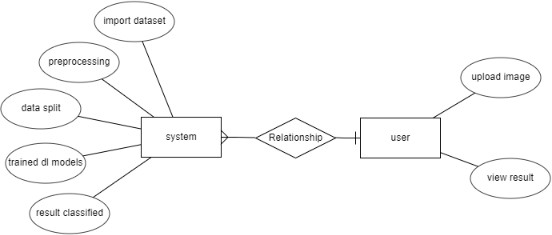 import dataset
preprocessing
upload image
data split
system
Relationship
user
trained dl models
view result
result classified